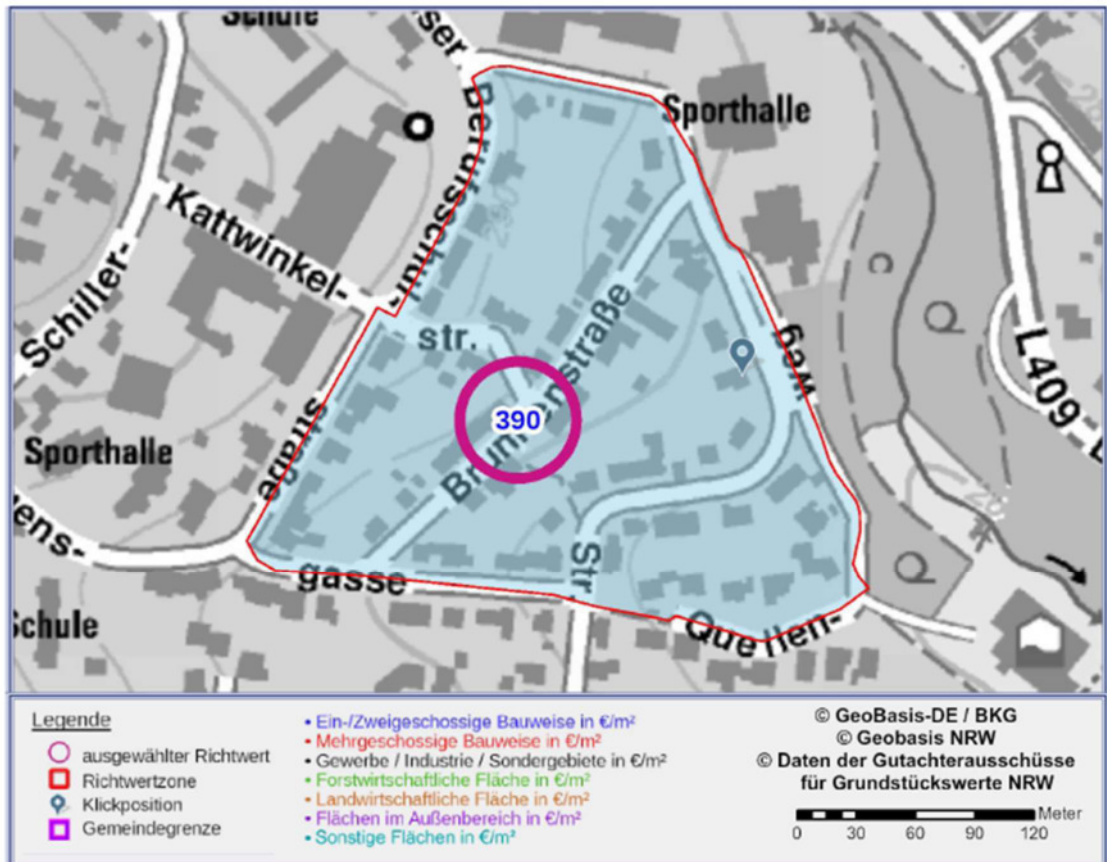 Schule
ser
Berufsschul-
Sporthalle
Kattwinkel-
str.
Schiller-
Brunnenstraße
390
Weg
L409
290
Sporthalle
straße
ens-
gasse
Str.
Schule
Quellen-
Legende
ausgewählter Richtwert
Richtwertzone
Klickposition
Gemeindegrenze
• Ein-/Zweigeschossige Bauweise in €/m²
• Mehrgeschossige Bauweise in €/m²
• Gewerbe / Industrie / Sondergebiete in €/m²
• Forstwirtschaftliche Fläche in €/m²
• Landwirtschaftliche Fläche in €/m²
• Flächen im Außenbereich in €/m²
• Sonstige Flächen in €/m²
© GeoBasis-DE / BKG
© Geobasis NRW
© Daten der Gutachterausschüsse
für Grundstückswerte NRW
Meter
0 30 60 90 120